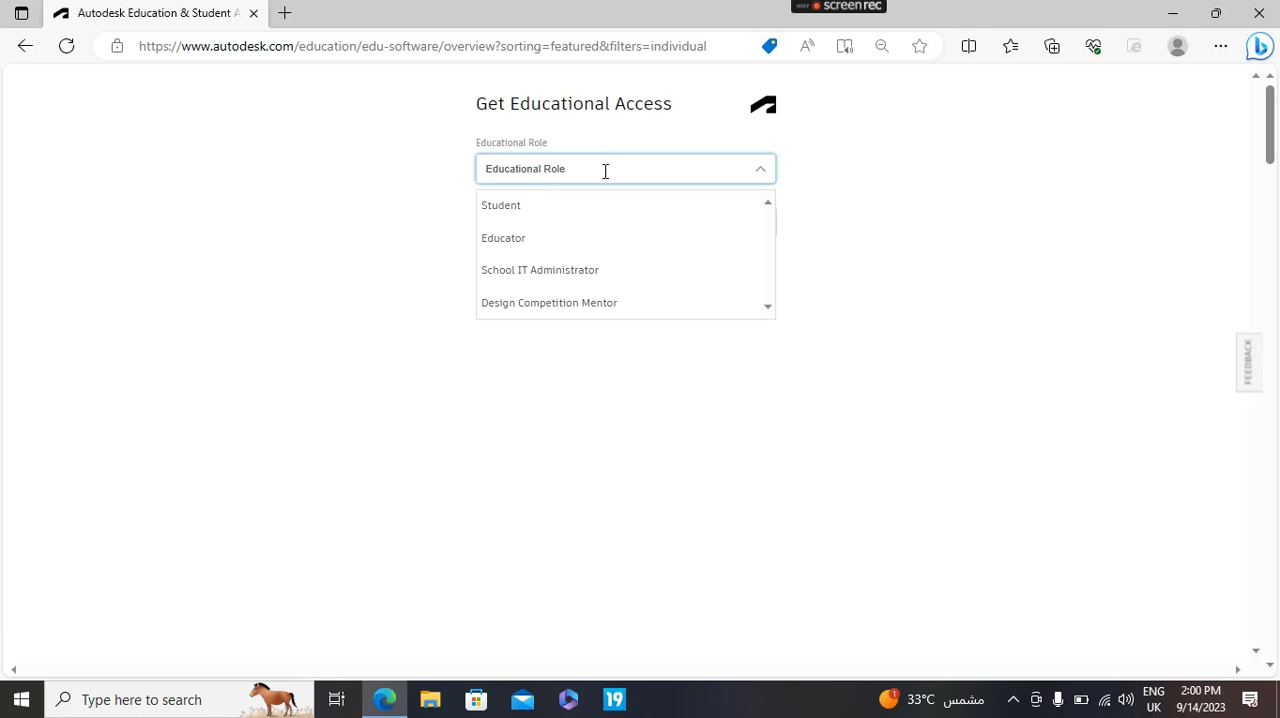 screenrec
Autodesk Education & Student A
https://www.autodesk.com/education/edu-software/overview?sorting=featured&filters=individual
Get Educational Access
Educational Role
Educational Role
Student
Educator
School IT Administrator
Design Competition Mentor
FEEDBACK
Type here to search
19
1
33°C مشمس
ENG
UK
2:00 PM
9/14/2023